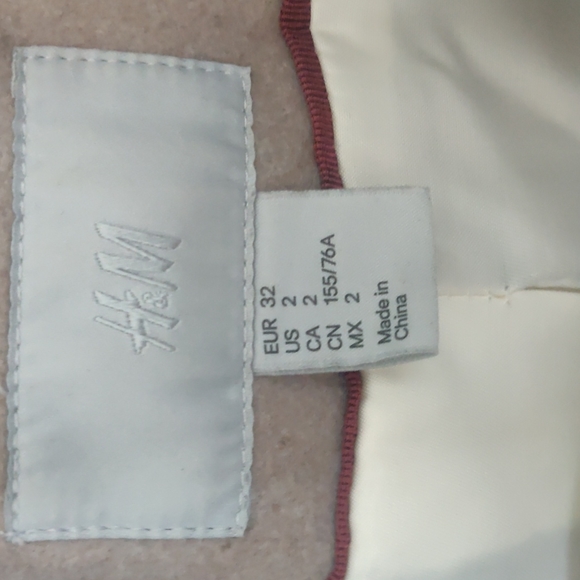 H&M
EUR 32
US 2
CA 2
CN 155/76A
MX 2
Made in
China